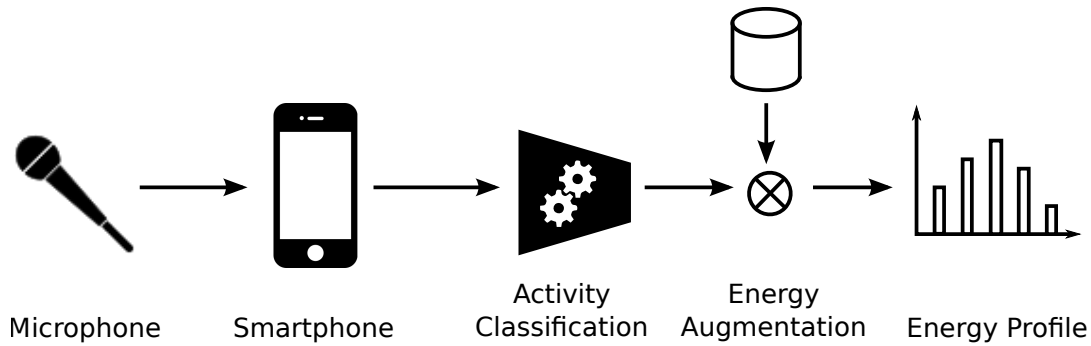 Microphone
Smartphone
Activity
Classification
Energy
Augmentation
Energy Profile